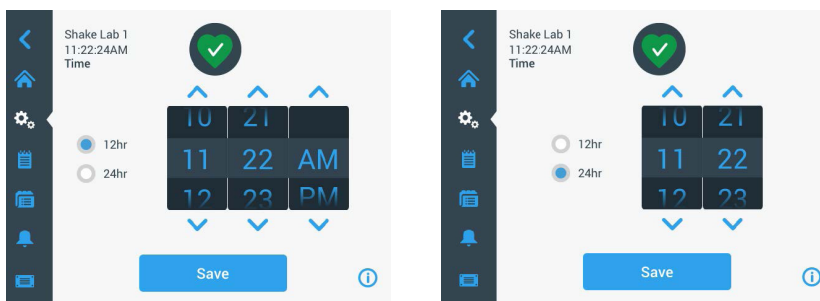 Shake Lab 1
11:22:24AM
Time
10 21
12hr
11 22 AM
24hr
12 23 PM
Save
Shake Lab 1
11:22:24AM
Time
10 21
12hr
11 22
24hr
12 23
Save